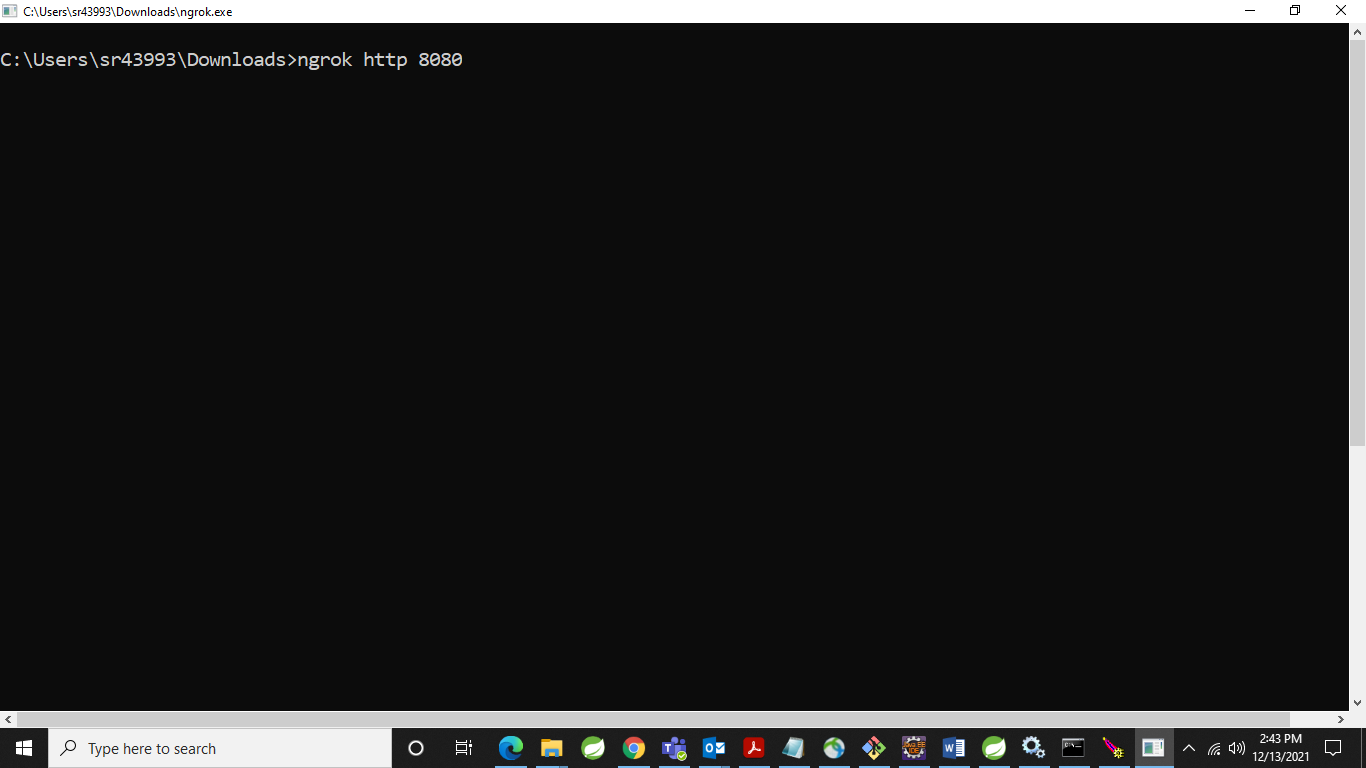 C:\Users\sr43993\Downloads\ngrok.exe
C:\Users\sr43993\Downloads>ngrok http 8080
Type here to search
2:43 PM
12/13/2021